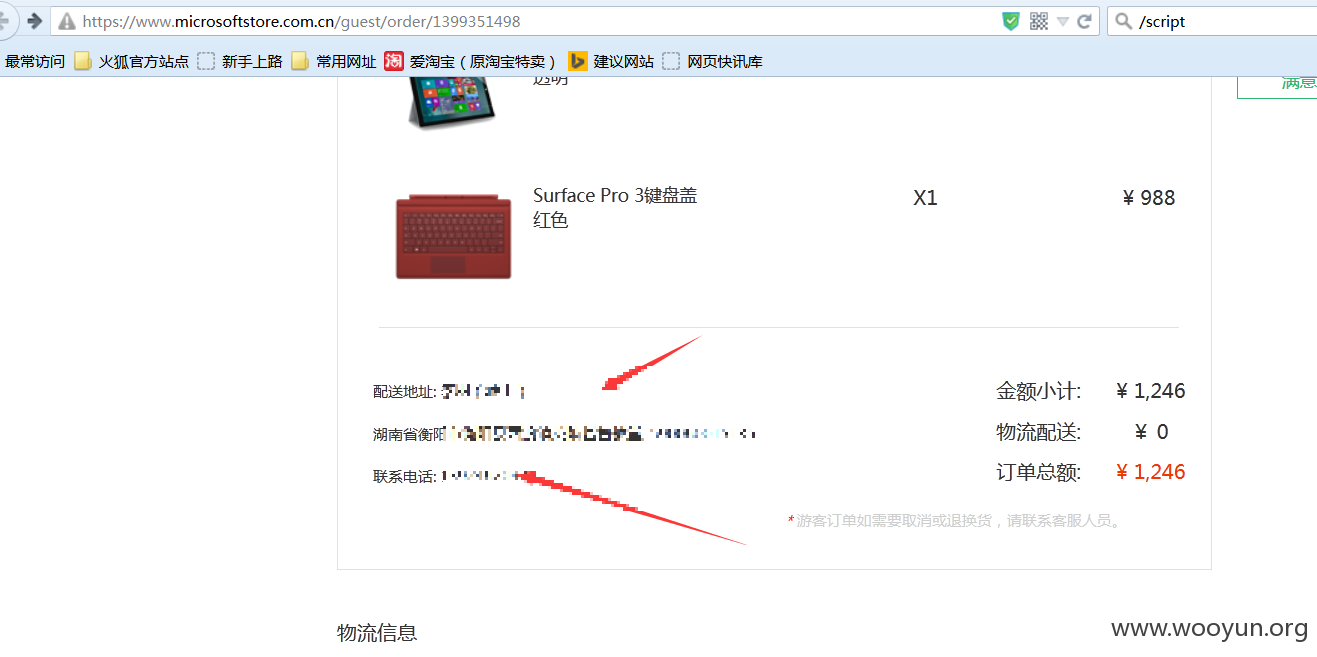 https://www.microsoftstore.com.cn/guest/order/1399351498
/script
最常访问 火狐官方站点 新手上路 常用网址 淘 爱淘宝（原淘宝特卖） 建议网站 网页快讯库
透明
满意
Surface Pro 3键盘盖 X1 ¥ 988
红色
配送地址: 金额小计: ¥ 1,246
湖南省衡阳 物流配送: ¥ 0
联系电话: 订单总额: ¥ 1,246
*游客订单如需要取消或退换货，请联系客服人员。
物流信息
www.wooyun.org